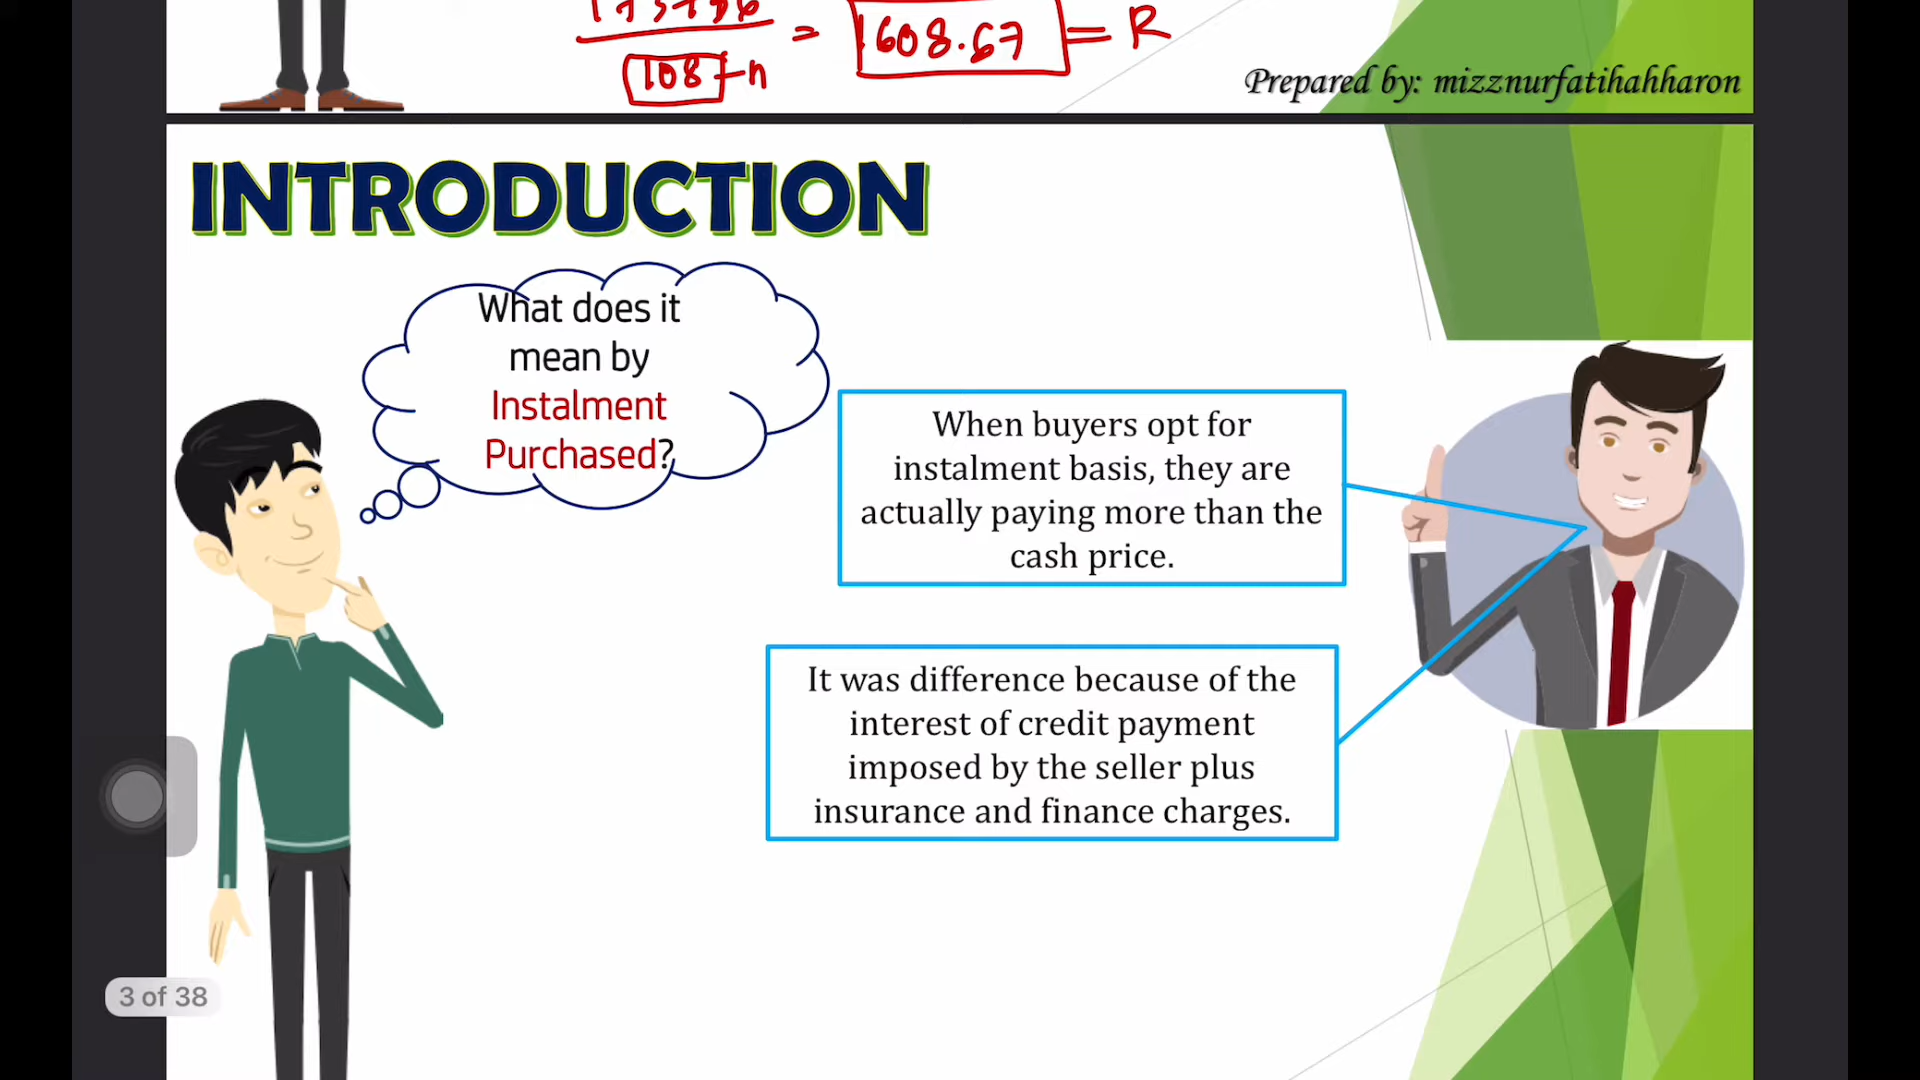 = 1608.67 = R
108 - n
Prepared by: mizznurfatihahharon
INTRODUCTION
What does it
mean by
Instalment
Purchased?
When buyers opt for
instalment basis, they are
actually paying more than the
cash price.
It was difference because of the
interest of credit payment
imposed by the seller plus
insurance and finance charges.
3 of 38